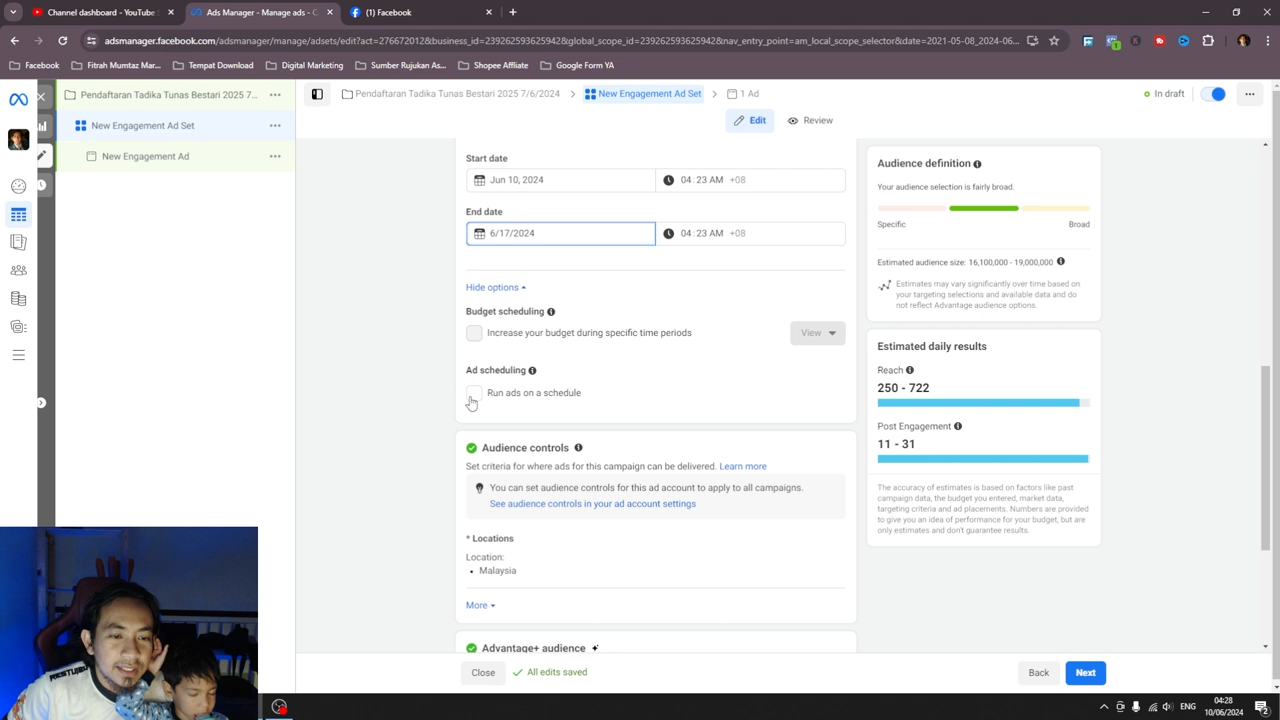 Chandoul Dashboard - YouTube
Ads Manager - Manage ads - C
(1) Facebook
adsmanager.facebook.com/adsmanager/manage/adsets/edit?act=276672012&business_id=239262593625942&global_scope_id=239262593625942&nav_entry_point=am_local_scope_selector&date=2021-05-08_2024-06...
Facebook
Fitrah Mumtaz Mar...
Tempat Download
Digital Marketing
Sumber Rujukan As...
Shopee Affliate
Google Form YA
Pendaftaran Tadika Tunas Bestari 2025 7...
New Engagement Ad Set
New Engagement Ad
Pendaftaran Tadika Tunas Bestari 2025 7/6/2024
New Engagement Ad Set
1 Ad
In draft
Edit
Review
Start date
Jun 10, 2024
04:23 AM +08
End date
6/17/2024
04:23 AM +08
Hide options
Budget scheduling
Increase your budget during specific time periods
View
Ad scheduling
Run ads on a schedule
Audience controls
Set criteria for where ads for this campaign can be delivered. Learn more
You can set audience controls for this ad account to apply to all campaigns.
See audience controls in your ad account settings
* Locations
Location:
• Malaysia
More
Advantage+ audience
Audience definition
Your audience selection is fairly broad.
Specific
Broad
Estimated audience size: 16,100,000 - 19,000,000
Estimates may vary significantly over time based on
your targeting selections and available data and do
not reflect Advantage audience options.
Estimated daily results
Reach
250 - 722
Post Engagement
11 - 31
The accuracy of estimates is based on factors like past
campaign data, the budget you entered, market data,
targeting criteria and ad placements. Numbers are provided
to give you an idea of performance for your budget, but are
only estimates and don't guarantee results.
Close
All edits saved
Back
Next
ENG
04:28
10/06/2024